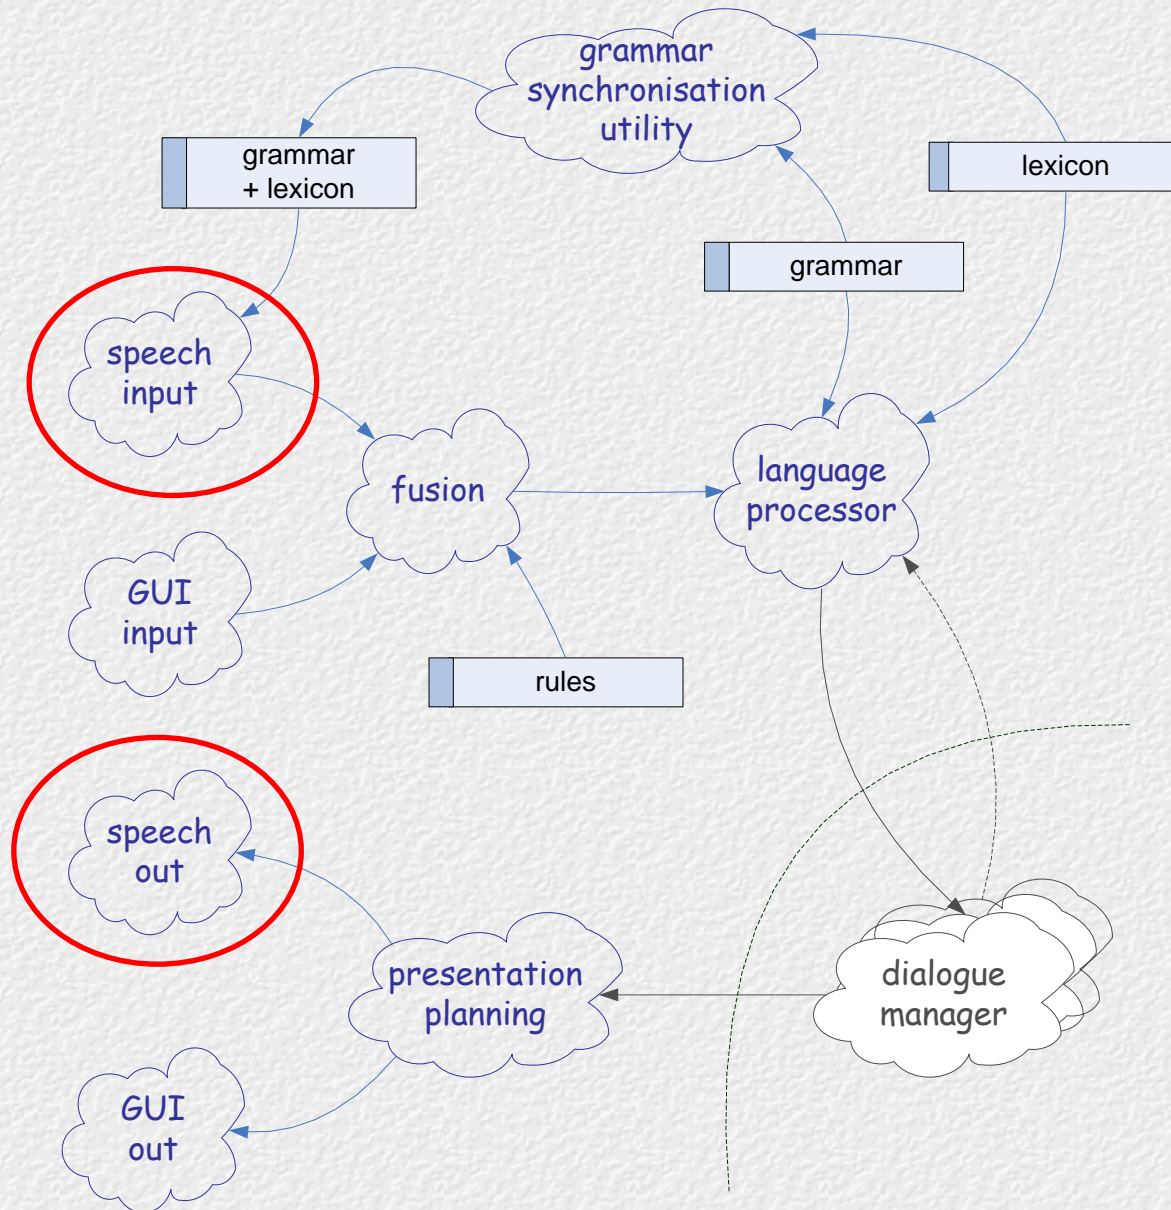 grammar
synchronisation
utility
grammar
+ lexicon
lexicon
grammar
speech
input
fusion
language
processor
GUI
input
rules
speech
out
presentation
planning
dialogue
manager
GUI
out